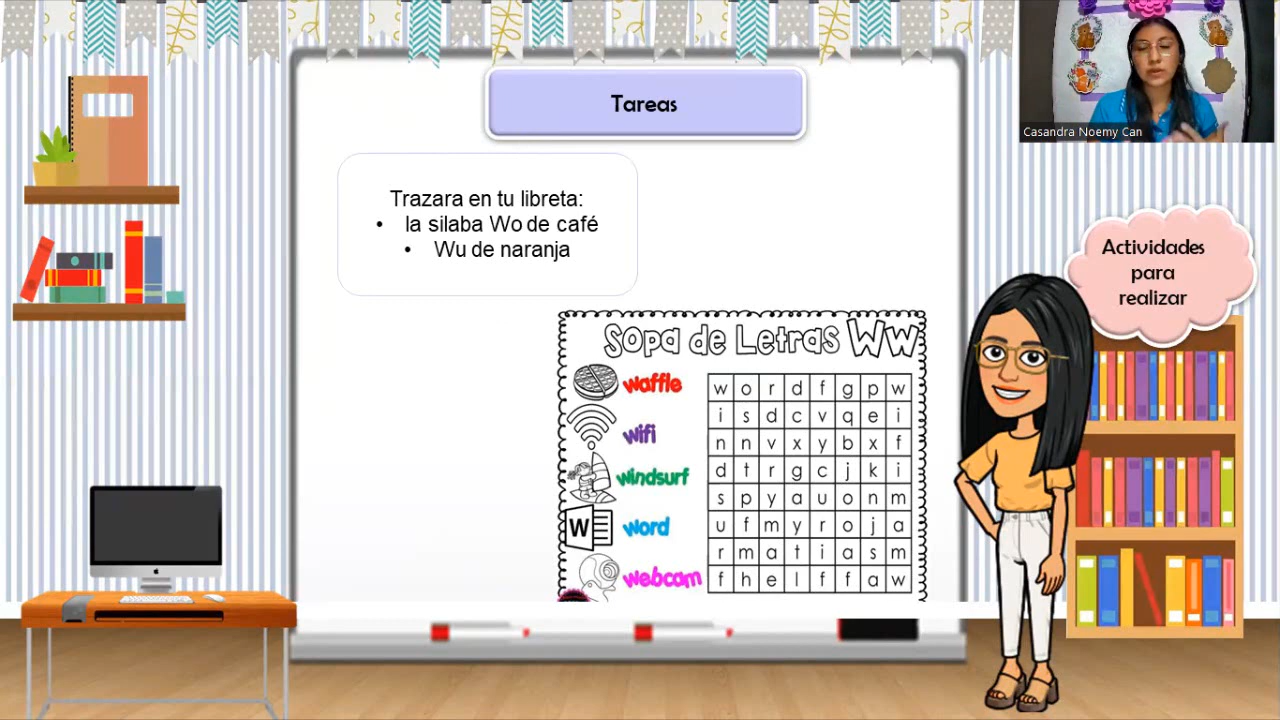 Tareas
Casandra Noemy Can
Trazara en tu libreta:
• la silaba Wo de café
• Wu de naranja
Actividades
para
realizar
Sopa de Letras Ww
waffle
wifi
windsurf
W word
webcam
w o r d f g p w
i s d c v q e i
n n v x y b x f
d t r g c j k i
s p y a u o n m
u f m y r o j a
r m a t i a s m
f h e l f f a w